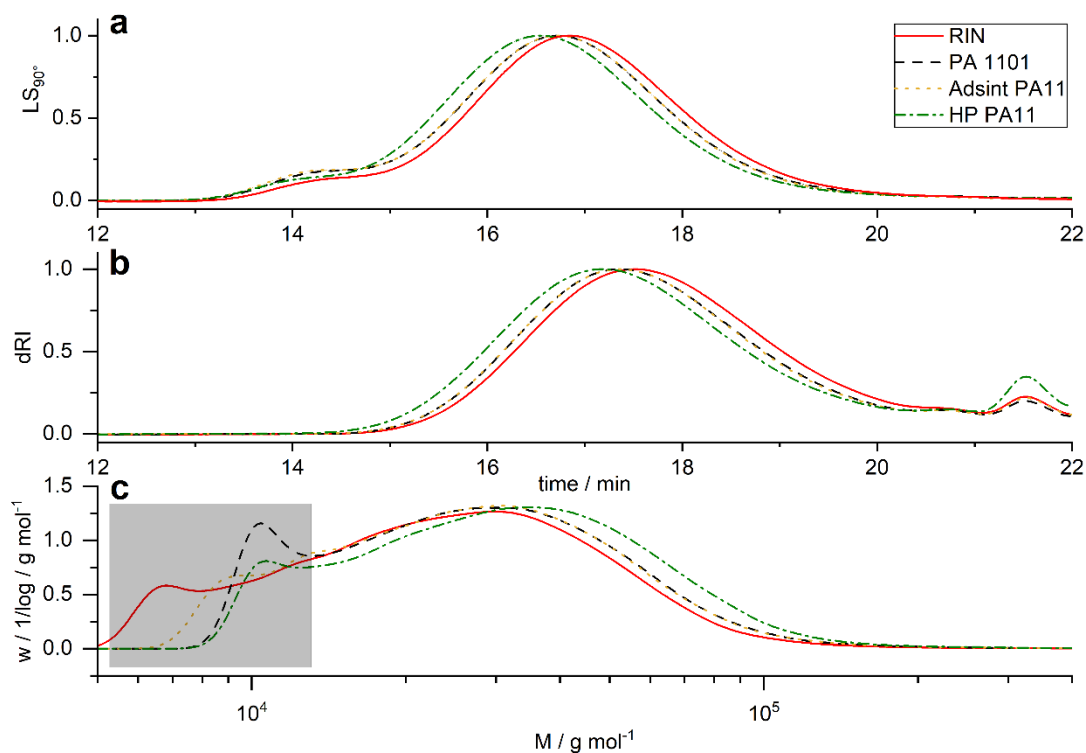 a
RIN
PA 1101
Adsint PA11
HP PA11
LS90°
1.0
0.5
0.0
12 14 16 18 20 22
b
dRI
1.0
0.5
0.0
12 14 16 18 20 22
time / min
c
w / 1/log / g mol⁻¹
1.5
1.0
0.5
0.0
10⁴ 10⁵
M / g mol⁻¹